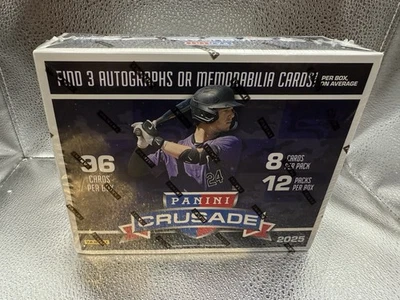 FIND 3 AUTOGRAPHS OR MEMORABILIA CARDS! PER BOX,
ON AVERAGE
96
CARDS
PER BOX
8 CARDS
PER PACK
12 PACKS
PER BOX
24
PANINI
CRUSADE
2025